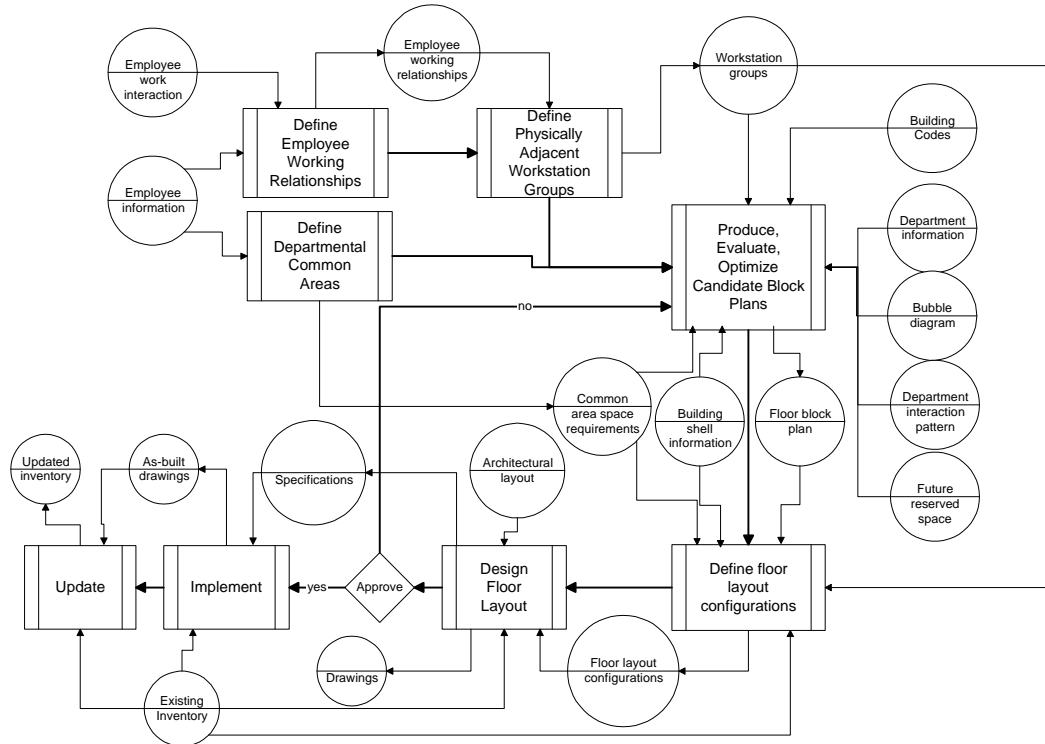 Employee
work
interaction
Employee
working
relationships
Workstation
groups
Building
Codes
Define
Employee
Working
Relationships
Define
Physically
Adjacent
Workstation
Groups
Employee
information
Define
Departmental
Common
Areas
Produce,
Evaluate,
Optimize
Candidate Block
Plans
Department
information
Bubble
diagram
no
Common
area space
requirements
Building
shell
information
Floor block
plan
Department
interaction
pattern
Updated
inventory
As-built
drawings
Specifications
Architectural
layout
Future
reserved
space
Update
Implement
yes
Approve
Design
Floor
Layout
Define floor
layout
configurations
Drawings
Floor layout
configurations
Existing
Inventory